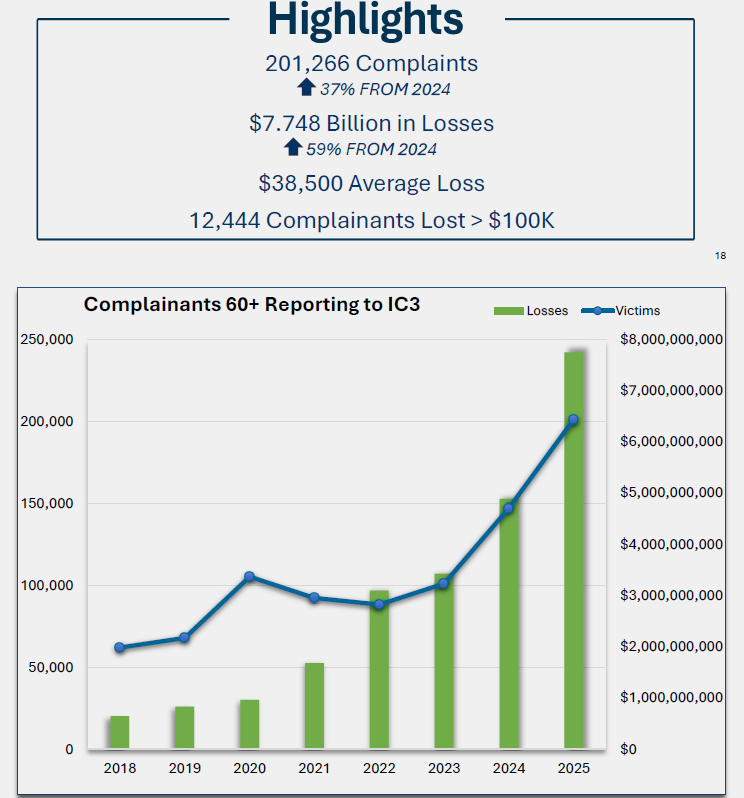 Highlights
201,266 Complaints
37% FROM 2024
$7.748 Billion in Losses
59% FROM 2024
$38,500 Average Loss
12,444 Complainants Lost > $100K
18
Complainants 60+ Reporting to IC3
Losses
Victims
250,000
200,000
150,000
100,000
50,000
0
$8,000,000,000
$7,000,000,000
$6,000,000,000
$5,000,000,000
$4,000,000,000
$3,000,000,000
$2,000,000,000
$1,000,000,000
$0
2018 2019 2020 2021 2022 2023 2024 2025